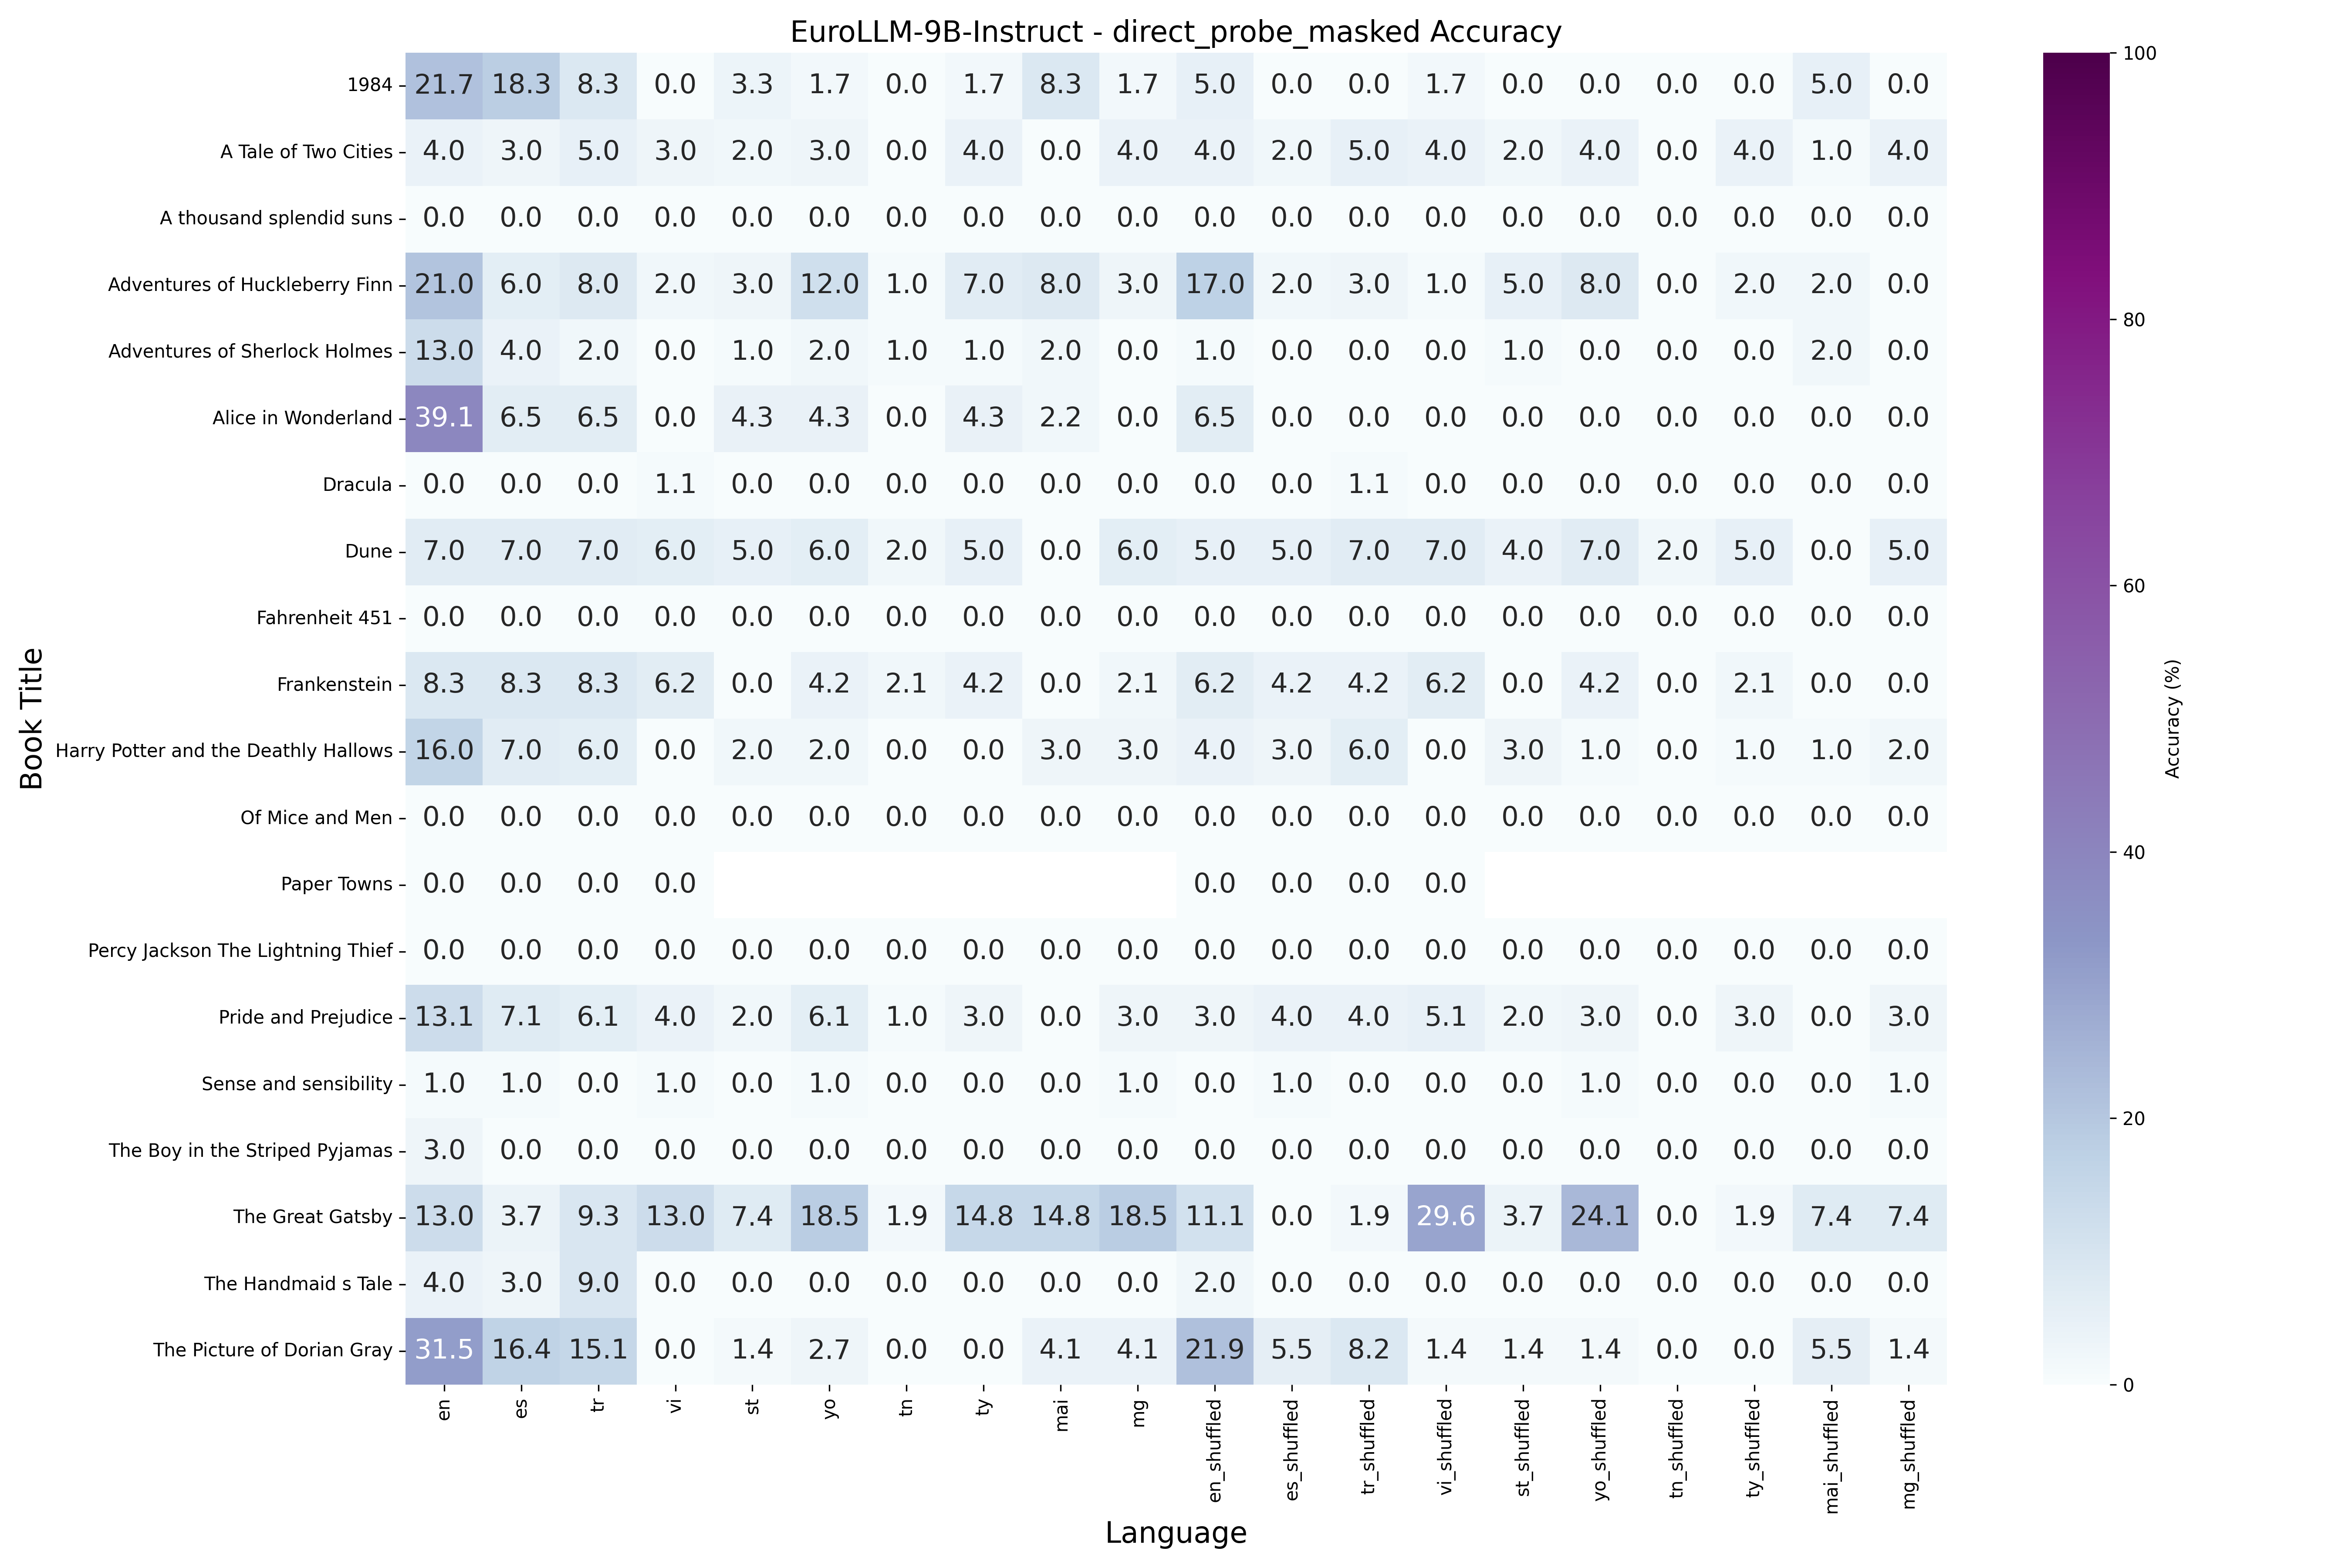 EuroLLM-9B-Instruct - direct_probe_masked Accuracy
1984 21.7 18.3 8.3 0.0 3.3 1.7 0.0 1.7 8.3 1.7 5.0 0.0 0.0 1.7 0.0 0.0 0.0 0.0 5.0 0.0
A Tale of Two Cities 4.0 3.0 5.0 3.0 2.0 3.0 0.0 4.0 0.0 4.0 4.0 2.0 5.0 4.0 2.0 4.0 0.0 4.0 1.0 4.0
A thousand splendid suns 0.0 0.0 0.0 0.0 0.0 0.0 0.0 0.0 0.0 0.0 0.0 0.0 0.0 0.0 0.0 0.0 0.0 0.0 0.0 0.0
Adventures of Huckleberry Finn 21.0 6.0 8.0 2.0 3.0 12.0 1.0 7.0 8.0 3.0 17.0 2.0 3.0 1.0 5.0 8.0 0.0 2.0 2.0 0.0
Adventures of Sherlock Holmes 13.0 4.0 2.0 0.0 1.0 2.0 1.0 1.0 2.0 0.0 1.0 0.0 0.0 0.0 1.0 0.0 0.0 0.0 2.0 0.0
Alice in Wonderland 39.1 6.5 6.5 0.0 4.3 4.3 0.0 4.3 2.2 0.0 6.5 0.0 0.0 0.0 0.0 0.0 0.0 0.0 0.0 0.0
Dracula 0.0 0.0 0.0 1.1 0.0 0.0 0.0 0.0 0.0 0.0 0.0 0.0 1.1 0.0 0.0 0.0 0.0 0.0 0.0 0.0
Dune 7.0 7.0 7.0 6.0 5.0 6.0 2.0 5.0 0.0 6.0 5.0 5.0 7.0 7.0 4.0 7.0 2.0 5.0 0.0 5.0
Fahrenheit 451 0.0 0.0 0.0 0.0 0.0 0.0 0.0 0.0 0.0 0.0 0.0 0.0 0.0 0.0 0.0 0.0 0.0 0.0 0.0 0.0
Frankenstein 8.3 8.3 8.3 6.2 0.0 4.2 2.1 4.2 0.0 2.1 6.2 4.2 4.2 6.2 0.0 4.2 0.0 2.1 0.0 0.0
Harry Potter and the Deathly Hallows 16.0 7.0 6.0 0.0 2.0 2.0 0.0 0.0 3.0 3.0 4.0 3.0 6.0 0.0 3.0 1.0 0.0 1.0 1.0 2.0
Of Mice and Men 0.0 0.0 0.0 0.0 0.0 0.0 0.0 0.0 0.0 0.0 0.0 0.0 0.0 0.0 0.0 0.0 0.0 0.0 0.0 0.0
Paper Towns 0.0 0.0 0.0 0.0 0.0 0.0 0.0 0.0
Percy Jackson The Lightning Thief 0.0 0.0 0.0 0.0 0.0 0.0 0.0 0.0 0.0 0.0 0.0 0.0 0.0 0.0 0.0 0.0 0.0 0.0 0.0 0.0
Pride and Prejudice 13.1 7.1 6.1 4.0 2.0 6.1 1.0 3.0 0.0 3.0 3.0 4.0 4.0 5.1 2.0 3.0 0.0 3.0 0.0 3.0
Sense and sensibility 1.0 1.0 0.0 1.0 0.0 1.0 0.0 0.0 0.0 1.0 0.0 1.0 0.0 0.0 0.0 1.0 0.0 0.0 0.0 1.0
The Boy in the Striped Pyjamas 3.0 0.0 0.0 0.0 0.0 0.0 0.0 0.0 0.0 0.0 0.0 0.0 0.0 0.0 0.0 0.0 0.0 0.0 0.0 0.0
The Great Gatsby 13.0 3.7 9.3 13.0 7.4 18.5 1.9 14.8 14.8 18.5 11.1 0.0 1.9 29.6 3.7 24.1 0.0 1.9 7.4 7.4
The Handmaid s Tale 4.0 3.0 9.0 0.0 0.0 0.0 0.0 0.0 0.0 0.0 2.0 0.0 0.0 0.0 0.0 0.0 0.0 0.0 0.0 0.0
The Picture of Dorian Gray 31.5 16.4 15.1 0.0 1.4 2.7 0.0 0.0 4.1 4.1 21.9 5.5 8.2 1.4 1.4 1.4 0.0 0.0 5.5 1.4
en es tr vi st yo tn ty mai mg en_shuffled es_shuffled tr_shuffled vi_shuffled st_shuffled yo_shuffled tn_shuffled ty_shuffled mai_shuffled mg_shuffled
Language
Book Title
100
80
60
40
20
0
Accuracy (%)